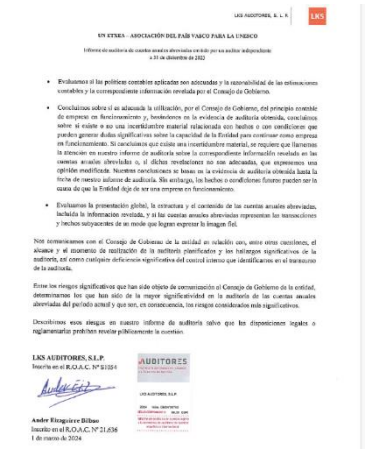 LKS AUDITORES, S. L. P.
LKS
UN ETXEA – ASOCIACIÓN DEL PAÍS VASCO PARA LA UNESCO
Informe de auditoría de cuentas anuales abreviadas emitido por un auditor independiente
a 31 de diciembre de 2023
• Evaluamos si las políticas contables aplicadas son adecuadas y la razonabilidad de las estimaciones
contables y la correspondiente información revelada por el Consejo de Gobierno.
• Concluimos sobre si es adecuada la utilización, por el Consejo de Gobierno, del principio contable
de empresa en funcionamiento y, basándonos en la evidencia de auditoría obtenida, concluimos
sobre si existe o no una incertidumbre material relacionada con hechos o con condiciones que
pueden generar dudas significativas sobre la capacidad de la Entidad para continuar como empresa
en funcionamiento. Si concluimos que existe una incertidumbre material, se requiere que llamemos
la atención en nuestro informe de auditoría sobre la correspondiente información revelada en las
cuentas anuales abreviadas o, si dichas revelaciones no son adecuadas, que expresemos una
opinión modificada. Nuestras conclusiones se basan en la evidencia de auditoría obtenida hasta la
fecha de nuestro informe de auditoría. Sin embargo, los hechos o condiciones futuros pueden ser la
causa de que la Entidad deje de ser una empresa en funcionamiento.
• Evaluamos la presentación global, la estructura y el contenido de las cuentas anuales abreviadas,
incluida la información revelada, y si las cuentas anuales abreviadas representan las transacciones
y hechos subyacentes de un modo que logran expresar la imagen fiel.
Nos comunicamos con el Consejo de Gobierno de la entidad en relación con, entre otras cuestiones, el
alcance y el momento de realización de la auditoría planificados y los hallazgos significativos de la
auditoría, así como cualquier deficiencia significativa del control interno que identificamos en el transcurso
de la auditoría.
Entre los riesgos significativos que han sido objeto de comunicación al Consejo de Gobierno de la entidad,
determinamos los que han sido de la mayor significatividad en la auditoría de las cuentas anuales
abreviadas del periodo actual y que son, en consecuencia, los riesgos considerados más significativos.
Describimos esos riesgos en nuestro informe de auditoría salvo que las disposiciones legales o
reglamentarias prohíban revelar públicamente la cuestión.
LKS AUDITORES, S.L.P.
Inscrito en el R.O.A.C. Nº S1054
AUDITORES
LKS AUDITORES, S.L.P.
Ander Etxagirre Bilbao
Inscrito en el R.O.A.C. Nº 21.636
1 de marzo de 2024